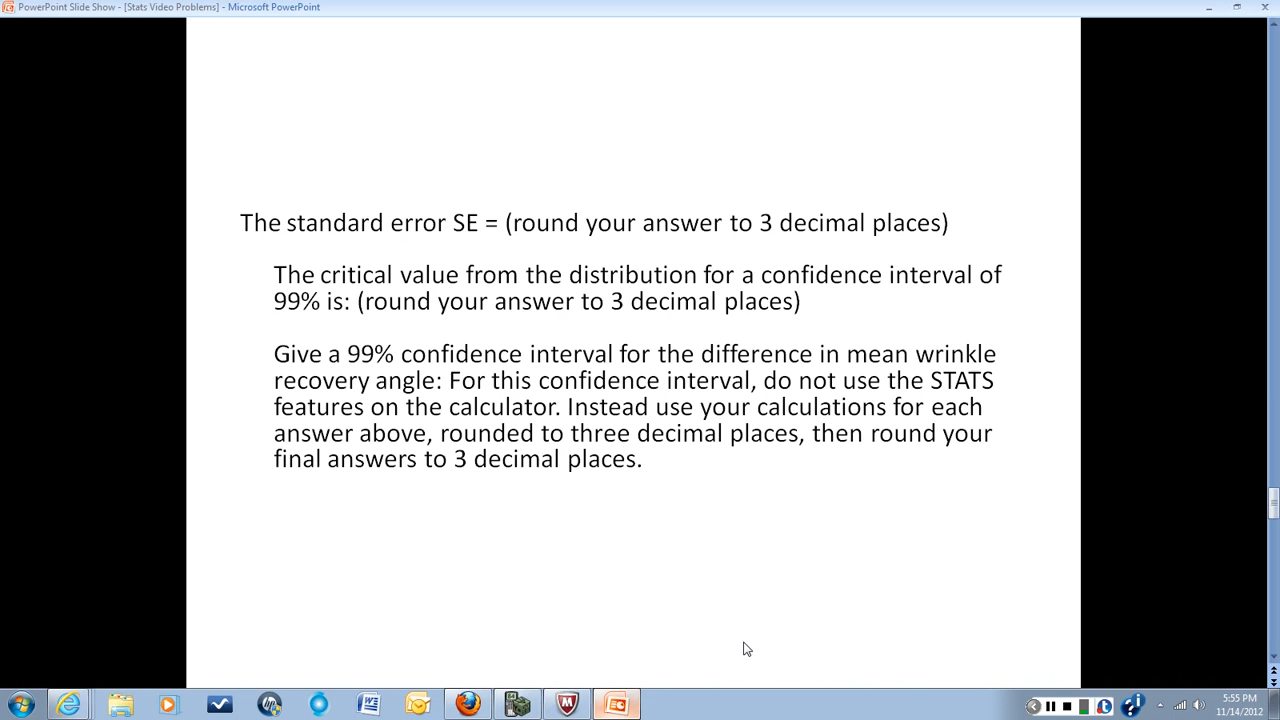 PowerPoint Slide Show - [Stats Video Problems] - Microsoft PowerPoint
The standard error SE = (round your answer to 3 decimal places)
The critical value from the distribution for a confidence interval of
99% is: (round your answer to 3 decimal places)
Give a 99% confidence interval for the difference in mean wrinkle
recovery angle: For this confidence interval, do not use the STATS
features on the calculator. Instead use your calculations for each
answer above, rounded to three decimal places, then round your
final answers to 3 decimal places.
5:55 PM
11/14/2012